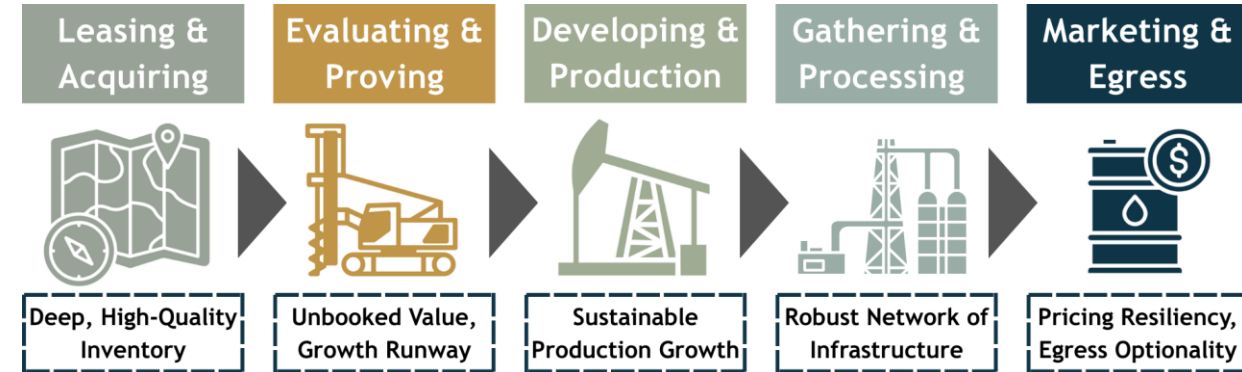 Leasing &
Acquiring
Evaluating &
Proving
Developing &
Production
Gathering &
Processing
Marketing &
Egress
$
Deep, High-Quality
Inventory
Unbooked Value,
Growth Runway
Sustainable
Production Growth
Robust Network of
Infrastructure
Pricing Resiliency,
Egress Optionality